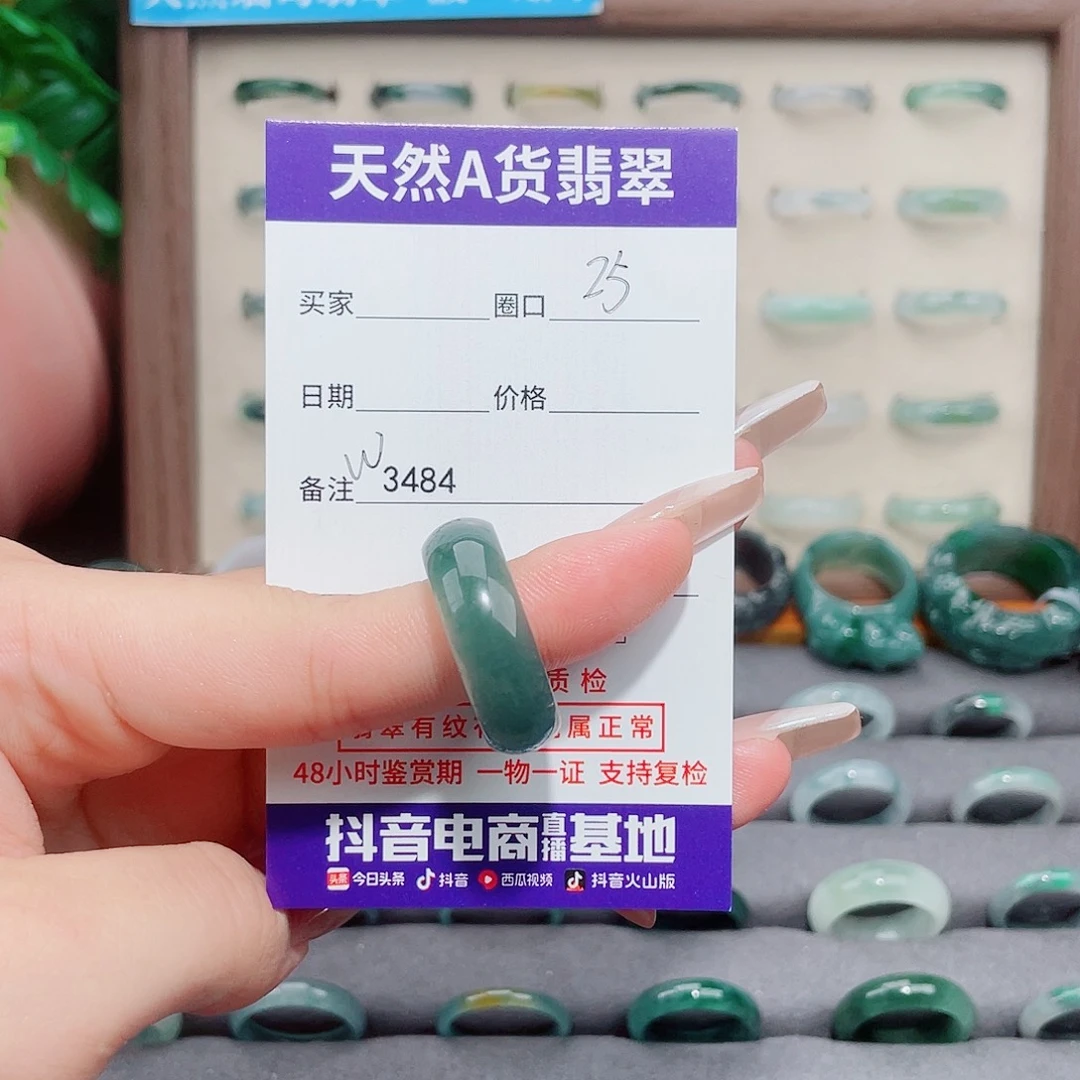 天然A货翡翠
买家 圈口 25
日期 价格
备注 W 3484
质检
翡翠有纹 属正常
48小时鉴赏期 一物一证 支持复检
抖音电商直播基地
头条 今日头条 抖音 西瓜视频 抖音火山版